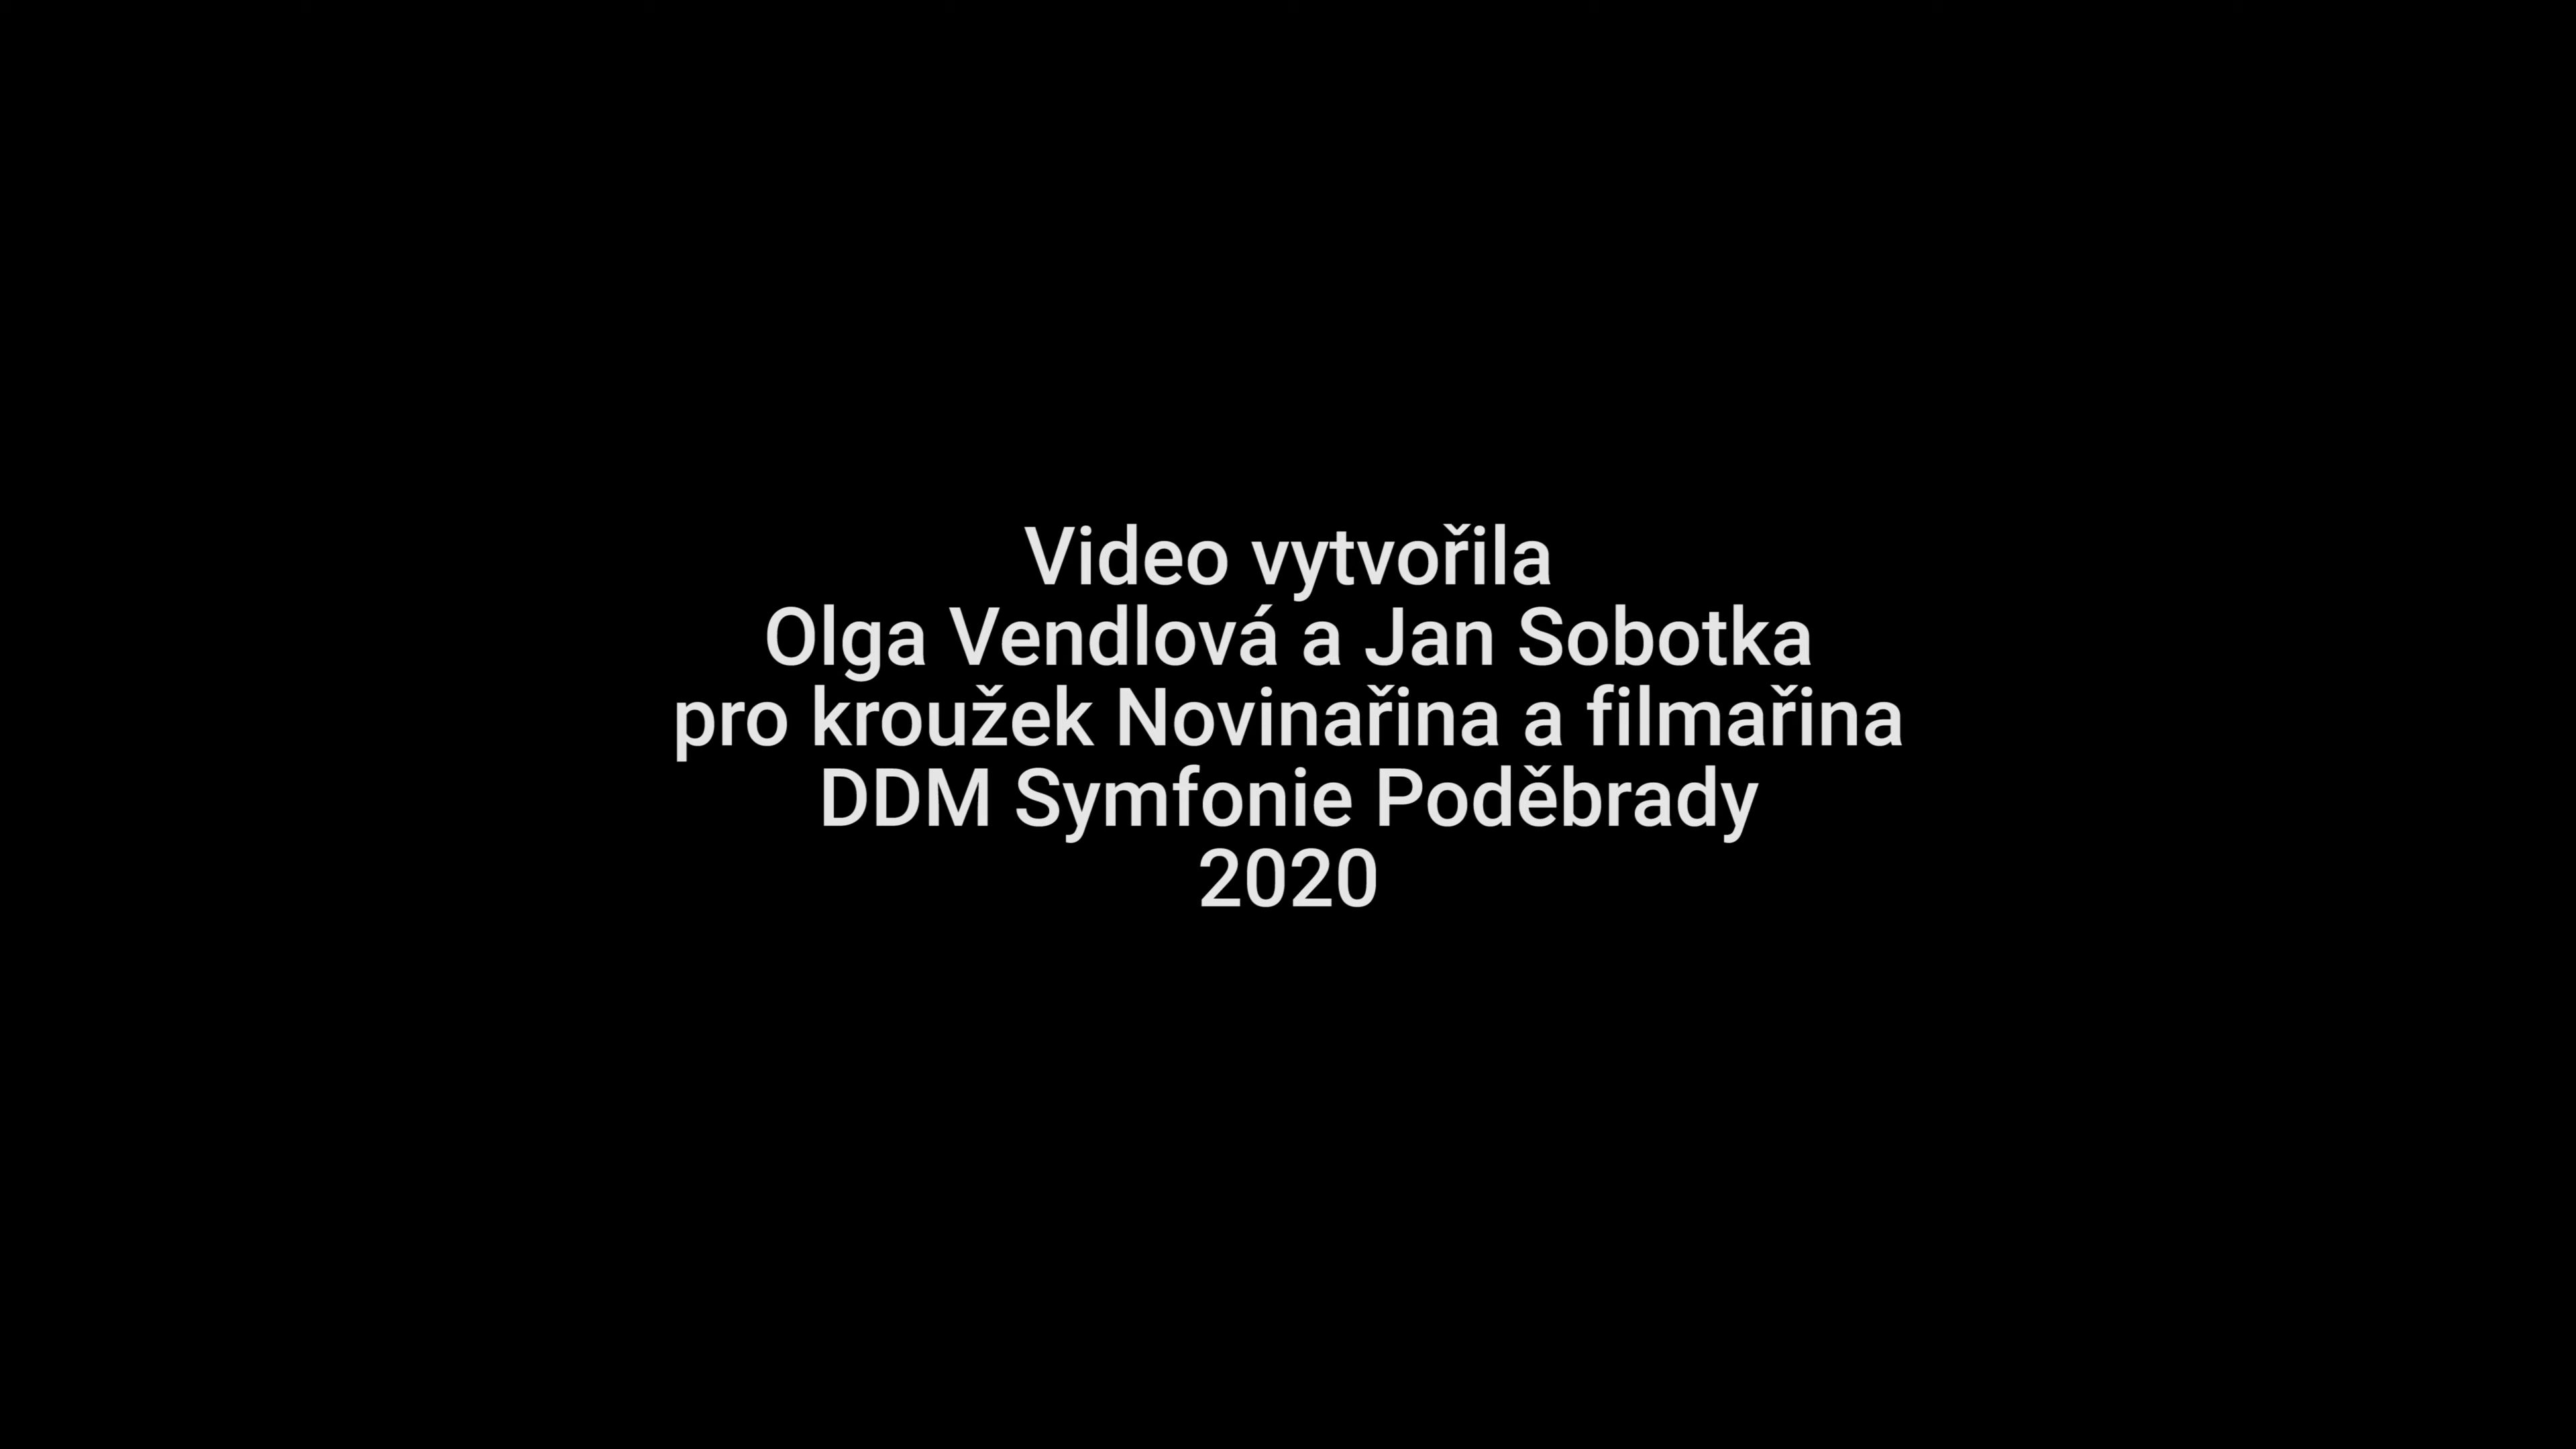 Video vytvořila
Olga Vendlová a Jan Sobotka
pro kroužek Novinařina a filmařina
DDM Symfonie Poděbrady
2020